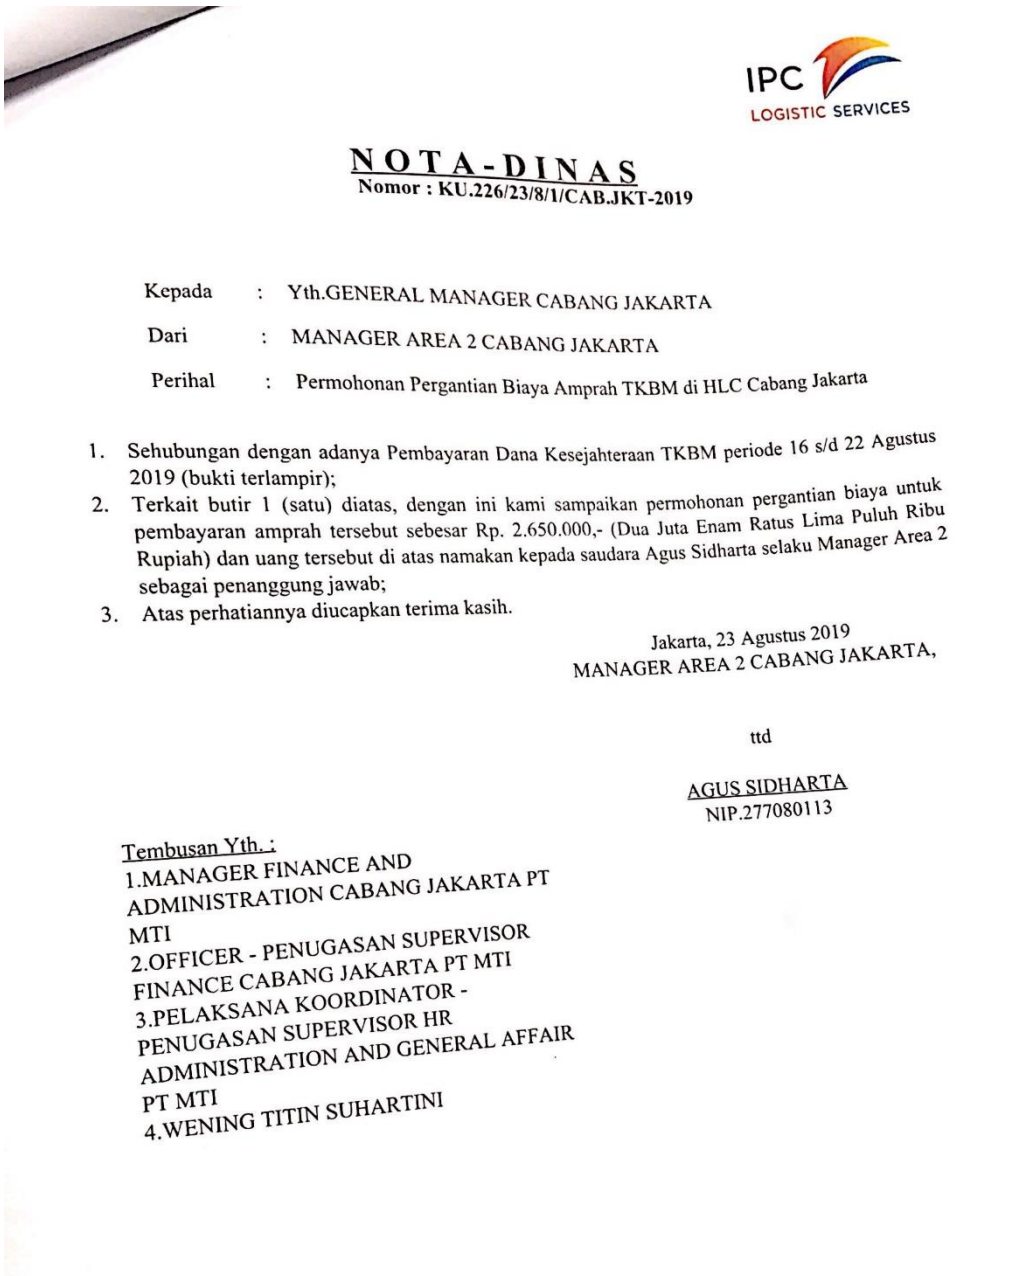 IPC
LOGISTIC SERVICES
NOTA-DINAS
Nomor : KU.226/23/8/1/CAB.JKT-2019
Kepada : Yth.GENERAL MANAGER CABANG JAKARTA
Dari : MANAGER AREA 2 CABANG JAKARTA
Perihal : Permohonan Pergantian Biaya Amprah TKBM di HLC Cabang Jakarta
1. Sehubungan dengan adanya Pembayaran Dana Kesejahteraan TKBM periode 16 s/d 22 Agustus
2019 (bukti terlampir);
2. Terkait butir 1 (satu) diatas, dengan ini kami sampaikan permohonan pergantian biaya untuk
pembayaran amprah tersebut sebesar Rp. 2.650.000,- (Dua Juta Enam Ratus Lima Puluh Ribu
Rupiah) dan uang tersebut di atas namakan kepada saudara Agus Sidharta selaku Manager Area 2
sebagai penanggung jawab;
3. Atas perhatiannya diucapkan terima kasih.
Jakarta, 23 Agustus 2019
MANAGER AREA 2 CABANG JAKARTA,
ttd
AGUS SIDHARTA
NIP.277080113
Tembusan Yth. :
1.MANAGER FINANCE AND
ADMINISTRATION CABANG JAKARTA PT
MTI
2.OFFICER - PENUGASAN SUPERVISOR
FINANCE CABANG JAKARTA PT MTI
3.PELAKSANA KOORDINATOR -
PENUGASAN SUPERVISOR HR
ADMINISTRATION AND GENERAL AFFAIR
PT MTI
4.WENING TITIN SUHARTINI